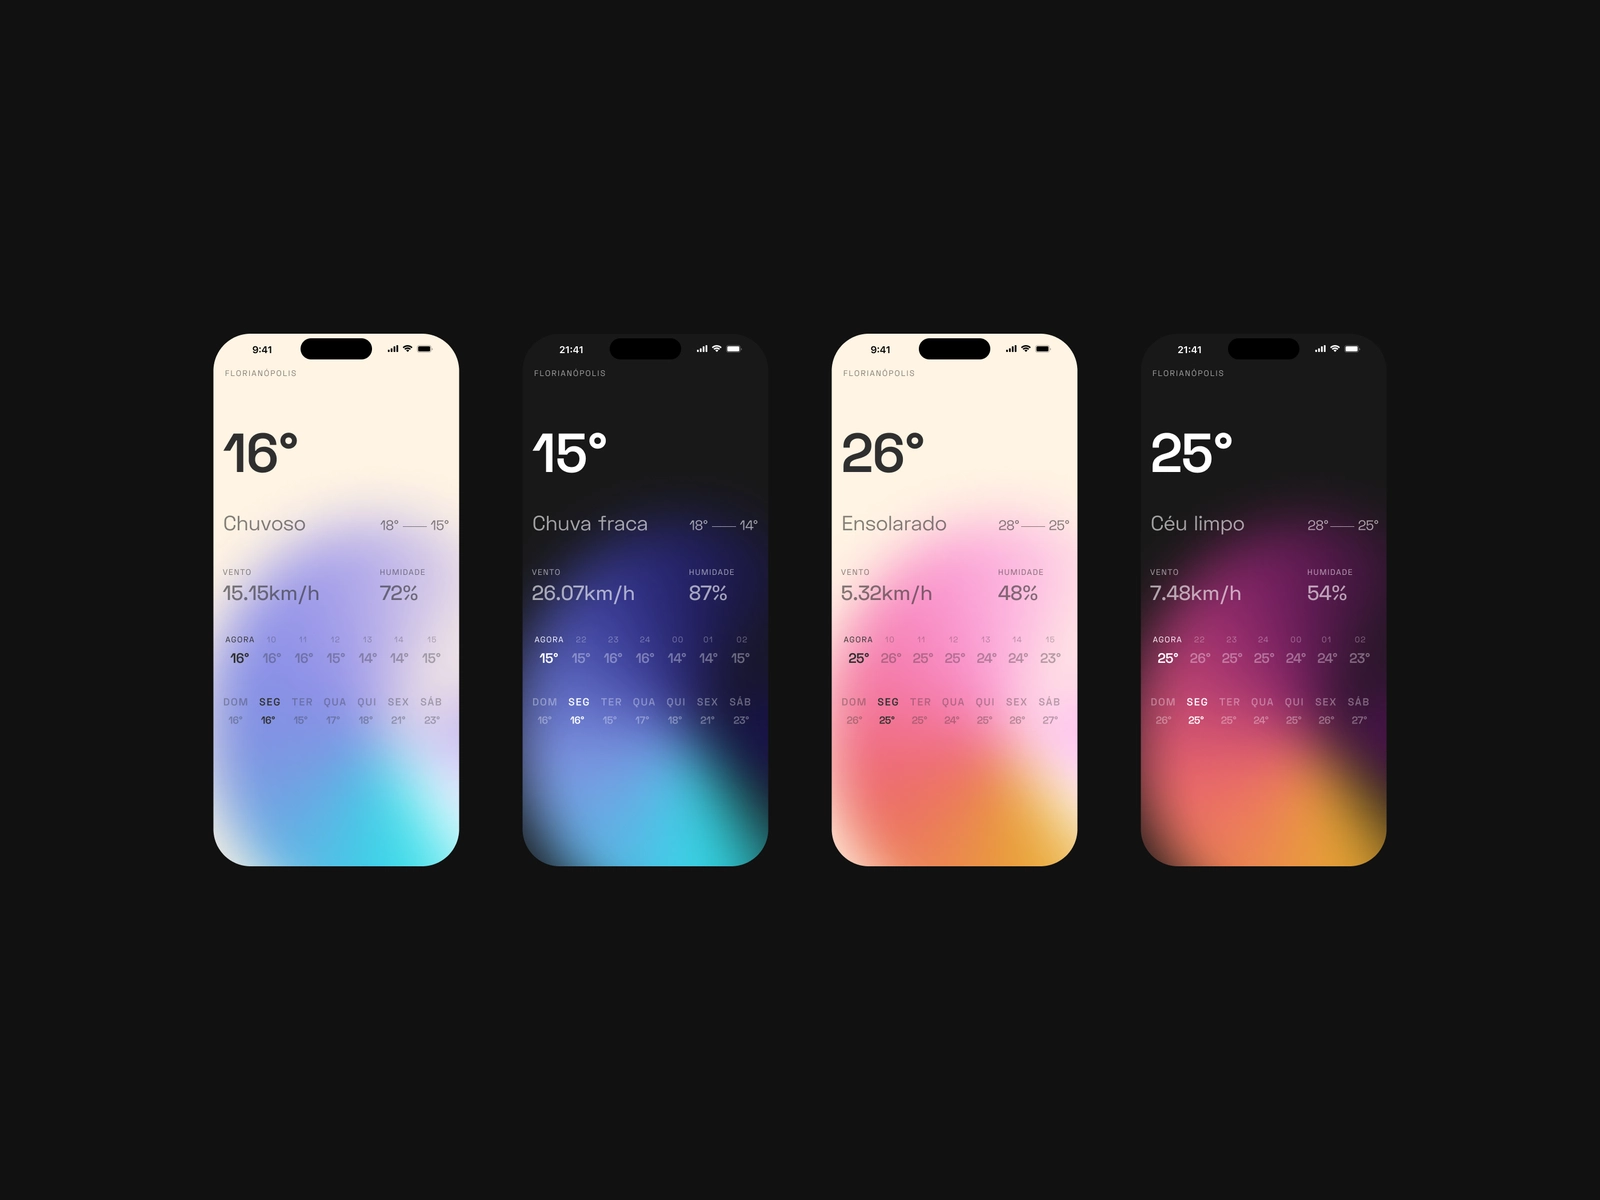 9:41
FLORIANÓPOLIS
16°
Chuvoso 18° 15°
VENTO HUMIDADE
15.15km/h 72%
AGORA 10 11 12 13 14 15
16° 16° 16° 15° 14° 14° 15°
DOM SEG TER QUA QUI SEX SÁB
16° 16° 15° 17° 18° 21° 23°
21:41
FLORIANÓPOLIS
15°
Chuva fraca 18° 14°
VENTO HUMIDADE
26.07km/h 87%
AGORA 22 23 24 00 01 02
15° 15° 16° 16° 14° 14° 15°
DOM SEG TER QUA QUI SEX SÁB
16° 16° 15° 17° 18° 21° 23°
9:41
FLORIANÓPOLIS
26°
Ensolarado 28° 25°
VENTO HUMIDADE
5.32km/h 48%
AGORA 10 11 12 13 14 15
25° 26° 25° 25° 24° 24° 23°
DOM SEG TER QUA QUI SEX SÁB
26° 25° 25° 24° 25° 26° 27°
21:41
FLORIANÓPOLIS
25°
Céu limpo 28° 25°
VENTO HUMIDADE
7.48km/h 54%
AGORA 22 23 24 00 01 02
25° 26° 25° 25° 24° 24° 23°
DOM SEG TER QUA QUI SEX SÁB
26° 25° 25° 24° 25° 26° 27°